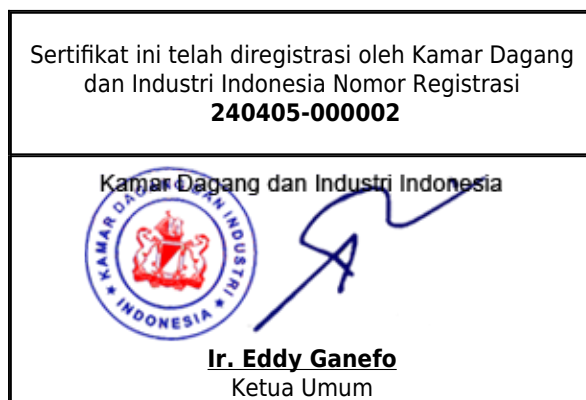 Sertifikat ini telah diregistrasi oleh Kamar Dagang
dan Industri Indonesia Nomor Registrasi
240405-000002
Kamar Dagang dan Industri Indonesia
KAMAR DAGANG DAN INDUSTRI
★ INDONESIA ★
Ir. Eddy Ganefo
Ketua Umum